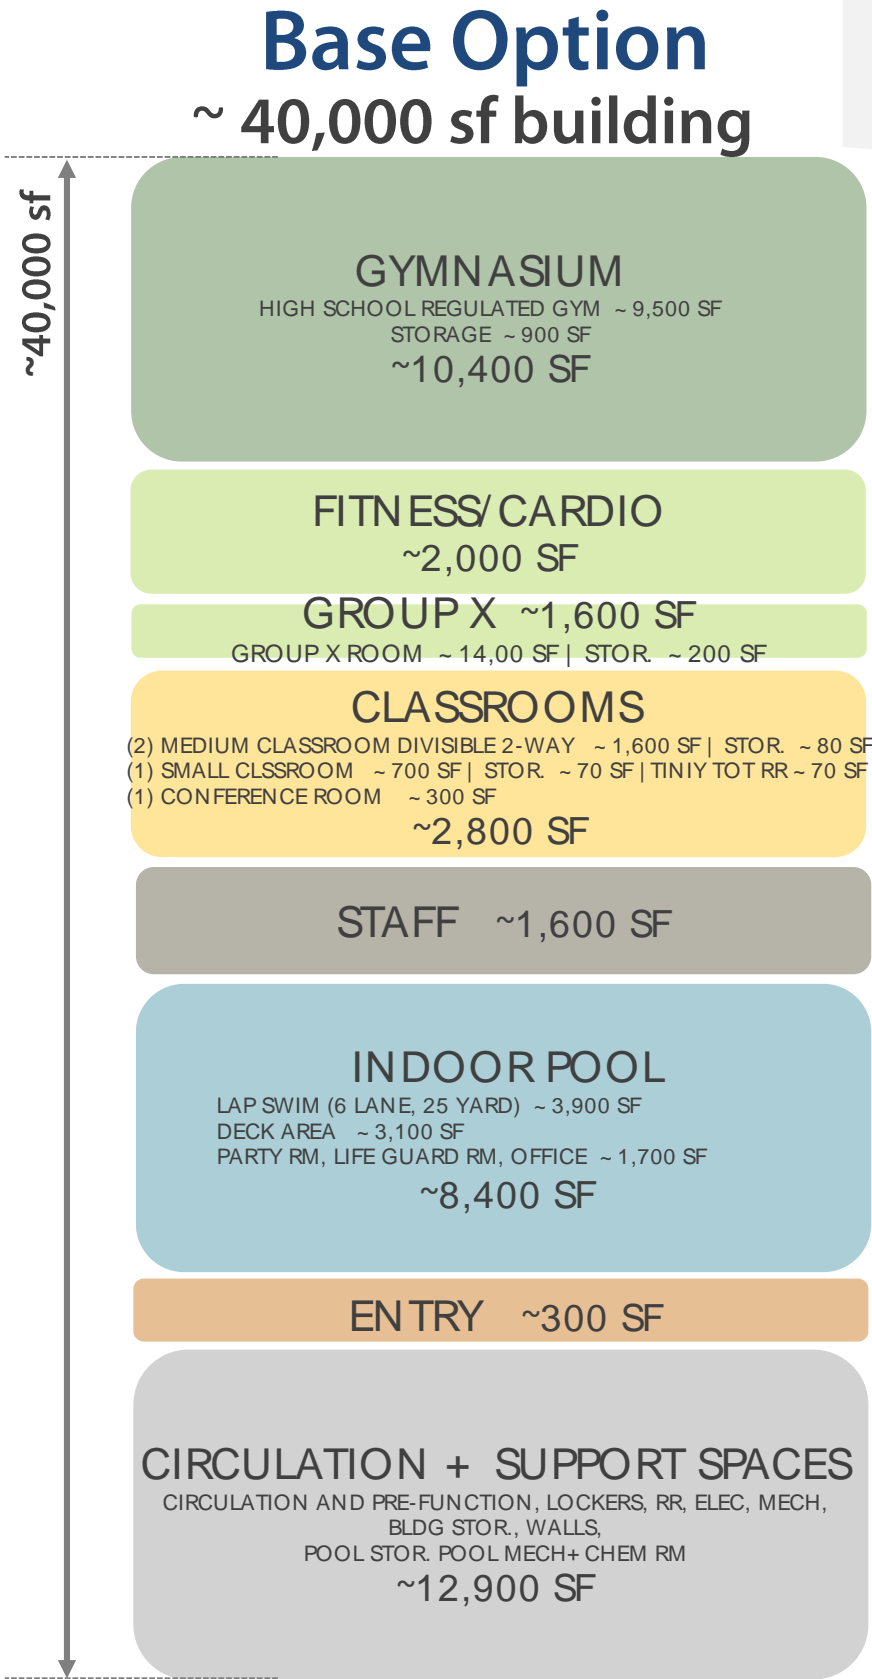 Base Option
~ 40,000 sf building
~40,000 sf
GYMNASIUM
HIGH SCHOOL REGULATED GYM ~ 9,500 SF
STORAGE ~ 900 SF
~10,400 SF
FITNESS/CARDIO
~2,000 SF
GROUP X ~1,600 SF
GROUP X ROOM ~ 14,00 SF | STOR. ~ 200 SF
CLASSROOMS
(2) MEDIUM CLASSROOM DIVISIBLE 2-WAY ~ 1,600 SF | STOR. ~ 80 SF
(1) SMALL CLSSROOM ~ 700 SF | STOR. ~ 70 SF | TINIY TOT RR ~ 70 SF
(1) CONFERENCE ROOM ~ 300 SF
~2,800 SF
STAFF ~1,600 SF
INDOOR POOL
LAP SWIM (6 LANE, 25 YARD) ~ 3,900 SF
DECK AREA ~ 3,100 SF
PARTY RM, LIFE GUARD RM, OFFICE ~ 1,700 SF
~8,400 SF
ENTRY ~300 SF
CIRCULATION + SUPPORT SPACES
CIRCULATION AND PRE-FUNCTION, LOCKERS, RR, ELEC, MECH,
BLDG STOR., WALLS,
POOL STOR. POOL MECH+ CHEM RM
~12,900 SF